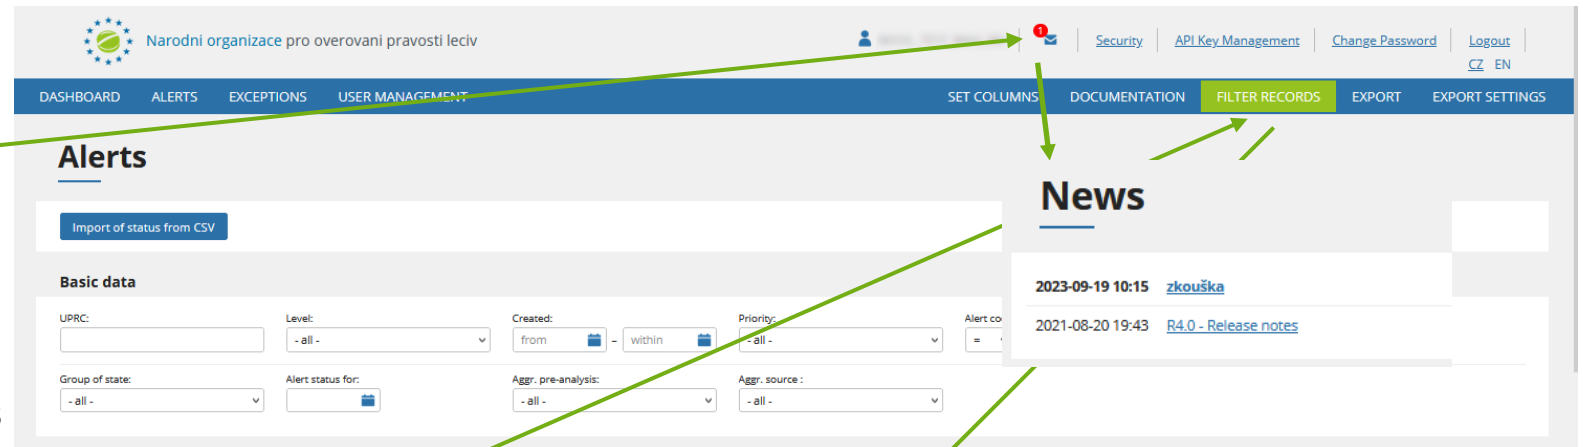 Narodni organizace pro overovani pravosti leciv
1
Security
API Key Management
Change Password
Logout
CZ EN
DASHBOARD ALERTS EXCEPTIONS USER MANAGEMENT SET COLUMNS DOCUMENTATION FILTER RECORDS EXPORT EXPORT SETTINGS
Alerts
Import of status from CSV
Basic data
UPRC: Level: Created: Priority: Alert co
- all - from – within - all - =
Group of state: Alert status for: Aggr. pre-analysis: Aggr. source :
- all - - all - - all -
News
2023-09-19 10:15 zkouška
2021-08-20 19:43 R4.0 - Release notes